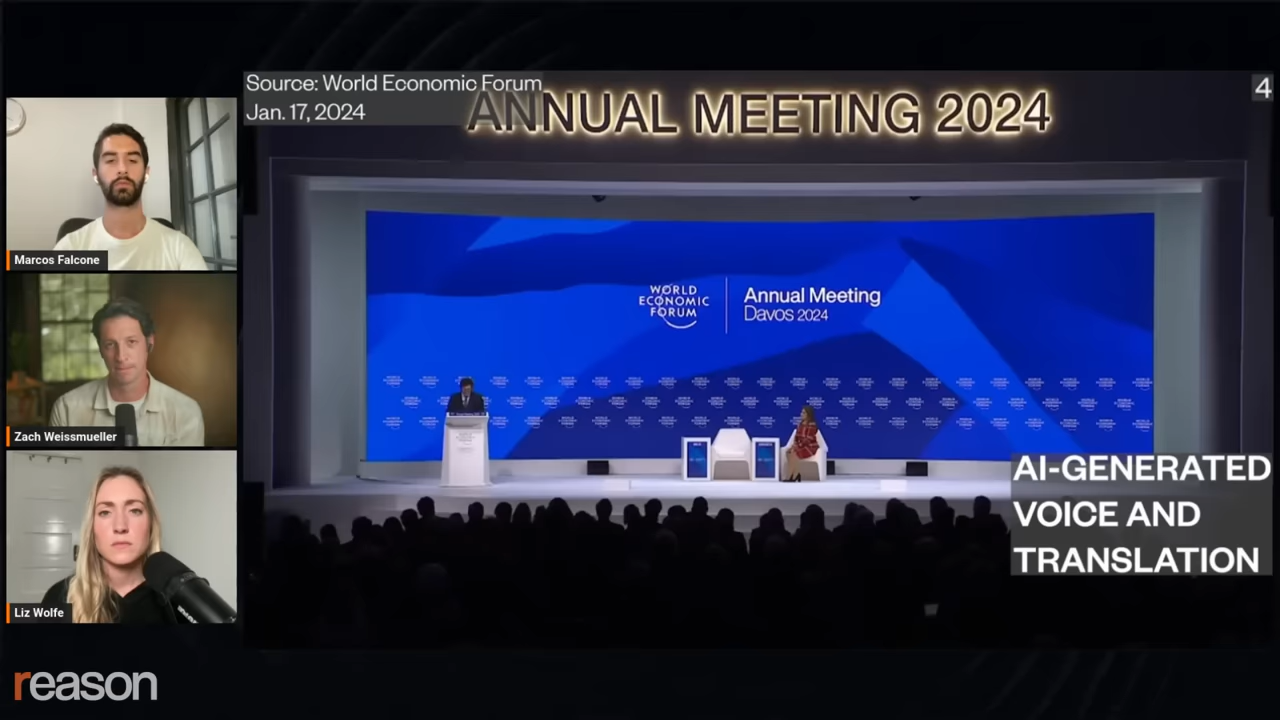 Source: World Economic Forum
Jan. 17, 2024
ANNUAL MEETING 2024
4
Marcos Falcone
WORLD
ECONOMIC
FORUM
Annual Meeting
Davos 2024
Zach Weissmueller
AI-GENERATED
VOICE AND
TRANSLATION
Liz Wolfe
reason